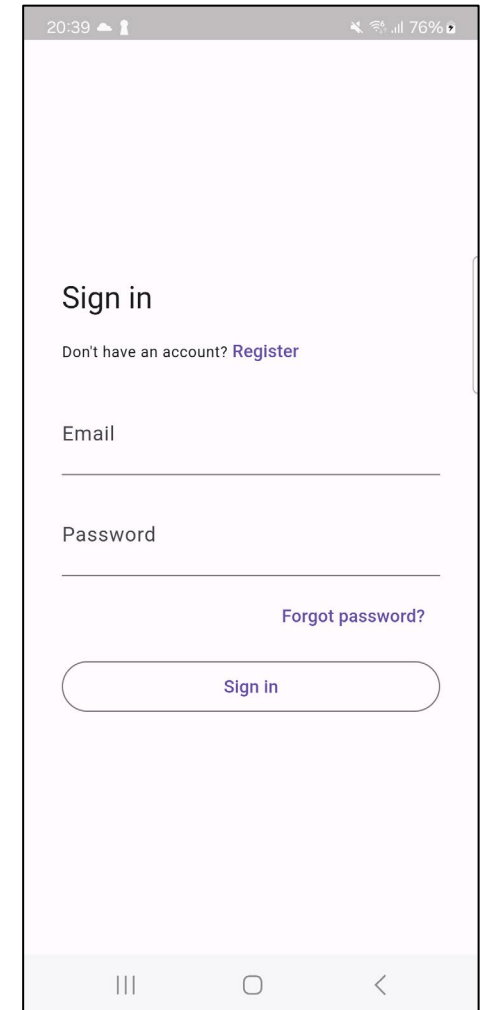 20:39 76%
Sign in
Don't have an account? Register
Email
Password
Forgot password?
Sign in